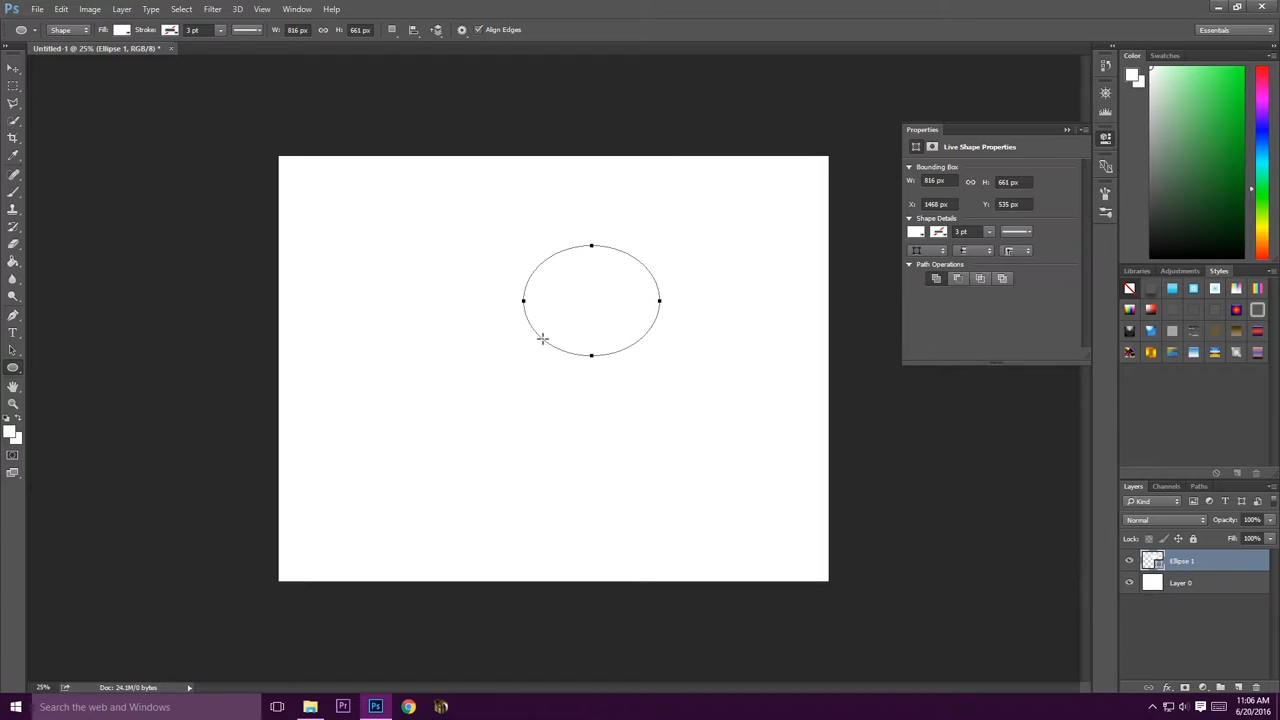 Ps File Edit Image Layer Type Select Filter 3D View Window Help
Shape Fill: Stroke: 3 pt W: 816 px H: 661 px Align Edges Essentials
Untitled-1 @ 25% (Ellipse 1, RGB/8) * ×
Color Swatches
Properties
Live Shape Properties
Bounding Box
W: 816 px H: 661 px
X: 1468 px Y: 535 px
Shape Details
3 pt
Path Operations
Libraries Adjustments Styles
Layers Channels Paths
Kind
Normal Opacity: 100%
Lock: Fill: 100%
Ellipse 1
Layer 0
25% Doc: 24.1M/0 bytes
Search the web and Windows Pr Ps 11:06 AM
6/20/2016